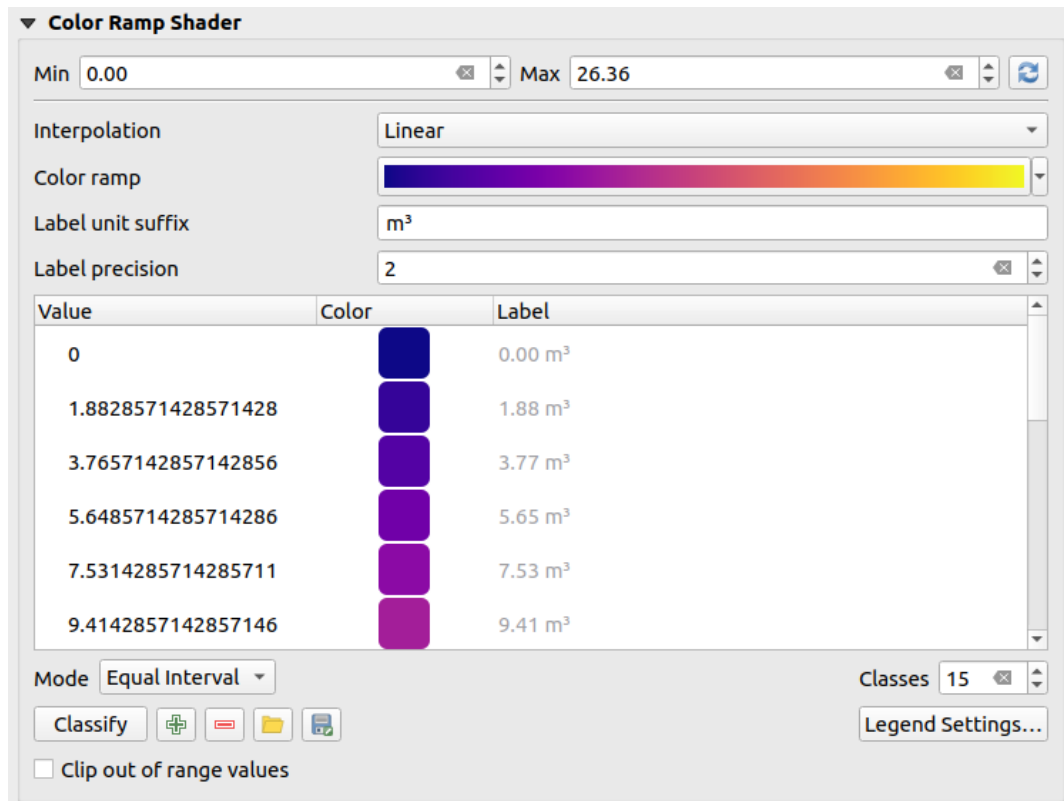 Color Ramp Shader
Min 0.00 Max 26.36
Interpolation Linear
Color ramp
Label unit suffix m³
Label precision 2
Value Color Label
0 0.00 m³
1.8828571428571428 1.88 m³
3.7657142857142856 3.77 m³
5.6485714285714286 5.65 m³
7.5314285714285711 7.53 m³
9.4142857142857146 9.41 m³
Mode Equal Interval Classes 15
Classify Legend Settings...
Clip out of range values